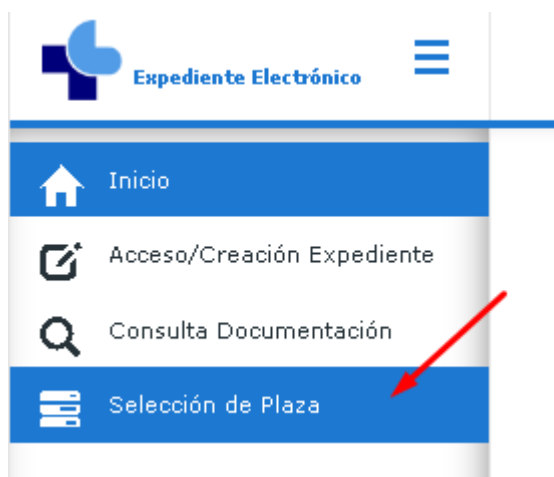 Expediente Electrónico
Inicio
Acceso/Creación Expediente
Consulta Documentación
Selección de Plaza